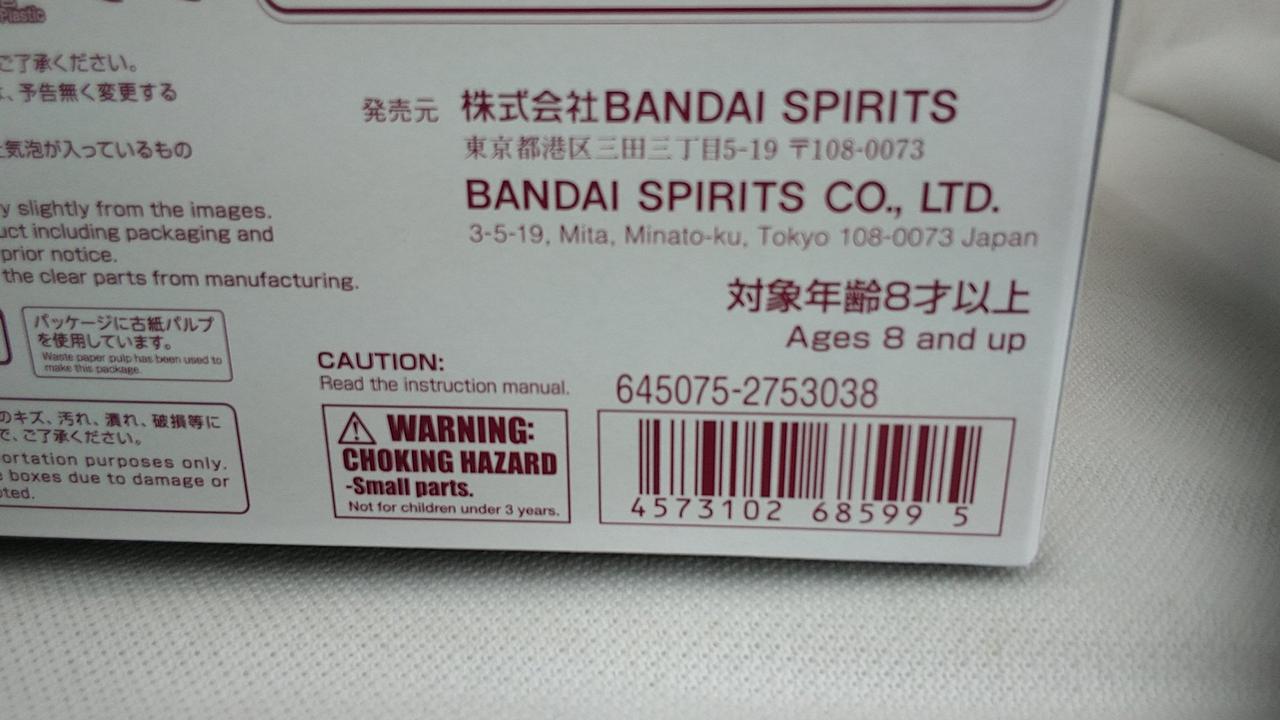 Plastic
ご了承ください。
、予告無く変更する
気泡が入っているもの
y slightly from the images.
uct including packaging and
prior notice.
the clear parts from manufacturing.
パッケージに古紙パルプ
を使用しています。
Waste paper pulp has been used to
make this package.
のキズ、汚れ、潰れ、破損等に
で、ご了承ください。
ortation purposes only.
boxes due to damage or
発売元 株式会社BANDAI SPIRITS
東京都港区三田三丁目5-19 〒108-0073
BANDAI SPIRITS CO., LTD.
3-5-19, Mita, Minato-ku, Tokyo 108-0073 Japan
対象年齢8才以上
Ages 8 and up
CAUTION:
Read the instruction manual.
WARNING:
CHOKING HAZARD
-Small parts.
Not for children under 3 years.
645075-2753038
4573102 68599 5